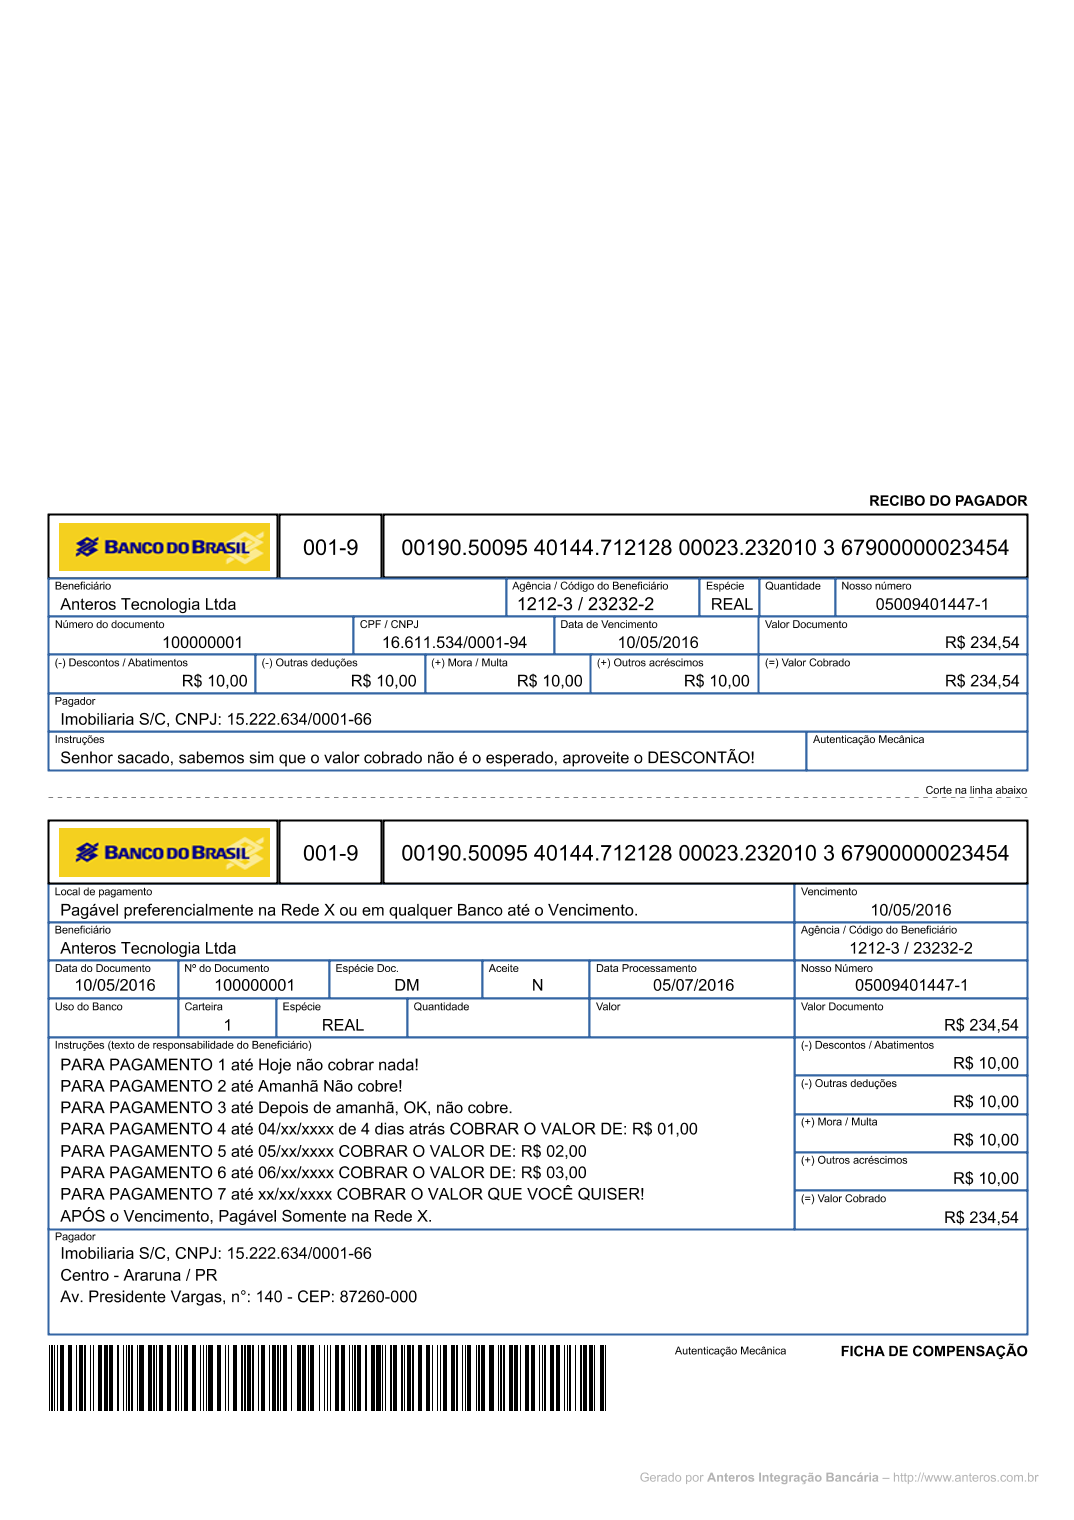 RECIBO DO PAGADOR
BANCO DO BRASIL 001-9 00190.50095 40144.712128 00023.232010 3 67900000023454
Beneficiário Agência / Código do Beneficiário Espécie Quantidade Nosso número
Anteros Tecnologia Ltda 1212-3 / 23232-2 REAL 05009401447-1
Número do documento CPF / CNPJ Data de Vencimento Valor Documento
100000001 16.611.534/0001-94 10/05/2016 R$ 234,54
(-) Descontos / Abatimentos (-) Outras deduções (+) Mora / Multa (+) Outros acréscimos (=) Valor Cobrado
R$ 10,00 R$ 10,00 R$ 10,00 R$ 10,00 R$ 234,54
Pagador
Imobiliaria S/C, CNPJ: 15.222.634/0001-66
Instruções Autenticação Mecânica
Senhor sacado, sabemos sim que o valor cobrado não é o esperado, aproveite o DESCONTÃO!
Corte na linha abaixo
BANCO DO BRASIL 001-9 00190.50095 40144.712128 00023.232010 3 67900000023454
Local de pagamento Vencimento
Pagável preferencialmente na Rede X ou em qualquer Banco até o Vencimento. 10/05/2016
Beneficiário Agência / Código do Beneficiário
Anteros Tecnologia Ltda 1212-3 / 23232-2
Data do Documento Nº do Documento Espécie Doc. Aceite Data Processamento Nosso Número
10/05/2016 100000001 DM N 05/07/2016 05009401447-1
Uso do Banco Carteira Espécie Quantidade Valor Valor Documento
1 REAL R$ 234,54
Instruções (texto de responsabilidade do Beneficiário) (-) Descontos / Abatimentos
PARA PAGAMENTO 1 até Hoje não cobrar nada! R$ 10,00
PARA PAGAMENTO 2 até Amanhã Não cobre! (-) Outras deduções
PARA PAGAMENTO 3 até Depois de amanhã, OK, não cobre. R$ 10,00
PARA PAGAMENTO 4 até 04/xx/xxxx de 4 dias atrás COBRAR O VALOR DE: R$ 01,00 (+) Mora / Multa
PARA PAGAMENTO 5 até 05/xx/xxxx COBRAR O VALOR DE: R$ 02,00 R$ 10,00
PARA PAGAMENTO 6 até 06/xx/xxxx COBRAR O VALOR DE: R$ 03,00 (+) Outros acréscimos
R$ 10,00
PARA PAGAMENTO 7 até xx/xx/xxxx COBRAR O VALOR QUE VOCÊ QUISER! (=) Valor Cobrado
APÓS o Vencimento, Pagável Somente na Rede X. R$ 234,54
Pagador
Imobiliaria S/C, CNPJ: 15.222.634/0001-66
Centro - Araruna / PR
Av. Presidente Vargas, n°: 140 - CEP: 87260-000
Autenticação Mecânica FICHA DE COMPENSAÇÃO
Gerado por Anteros Integração Bancária – http://www.anteros.com.br